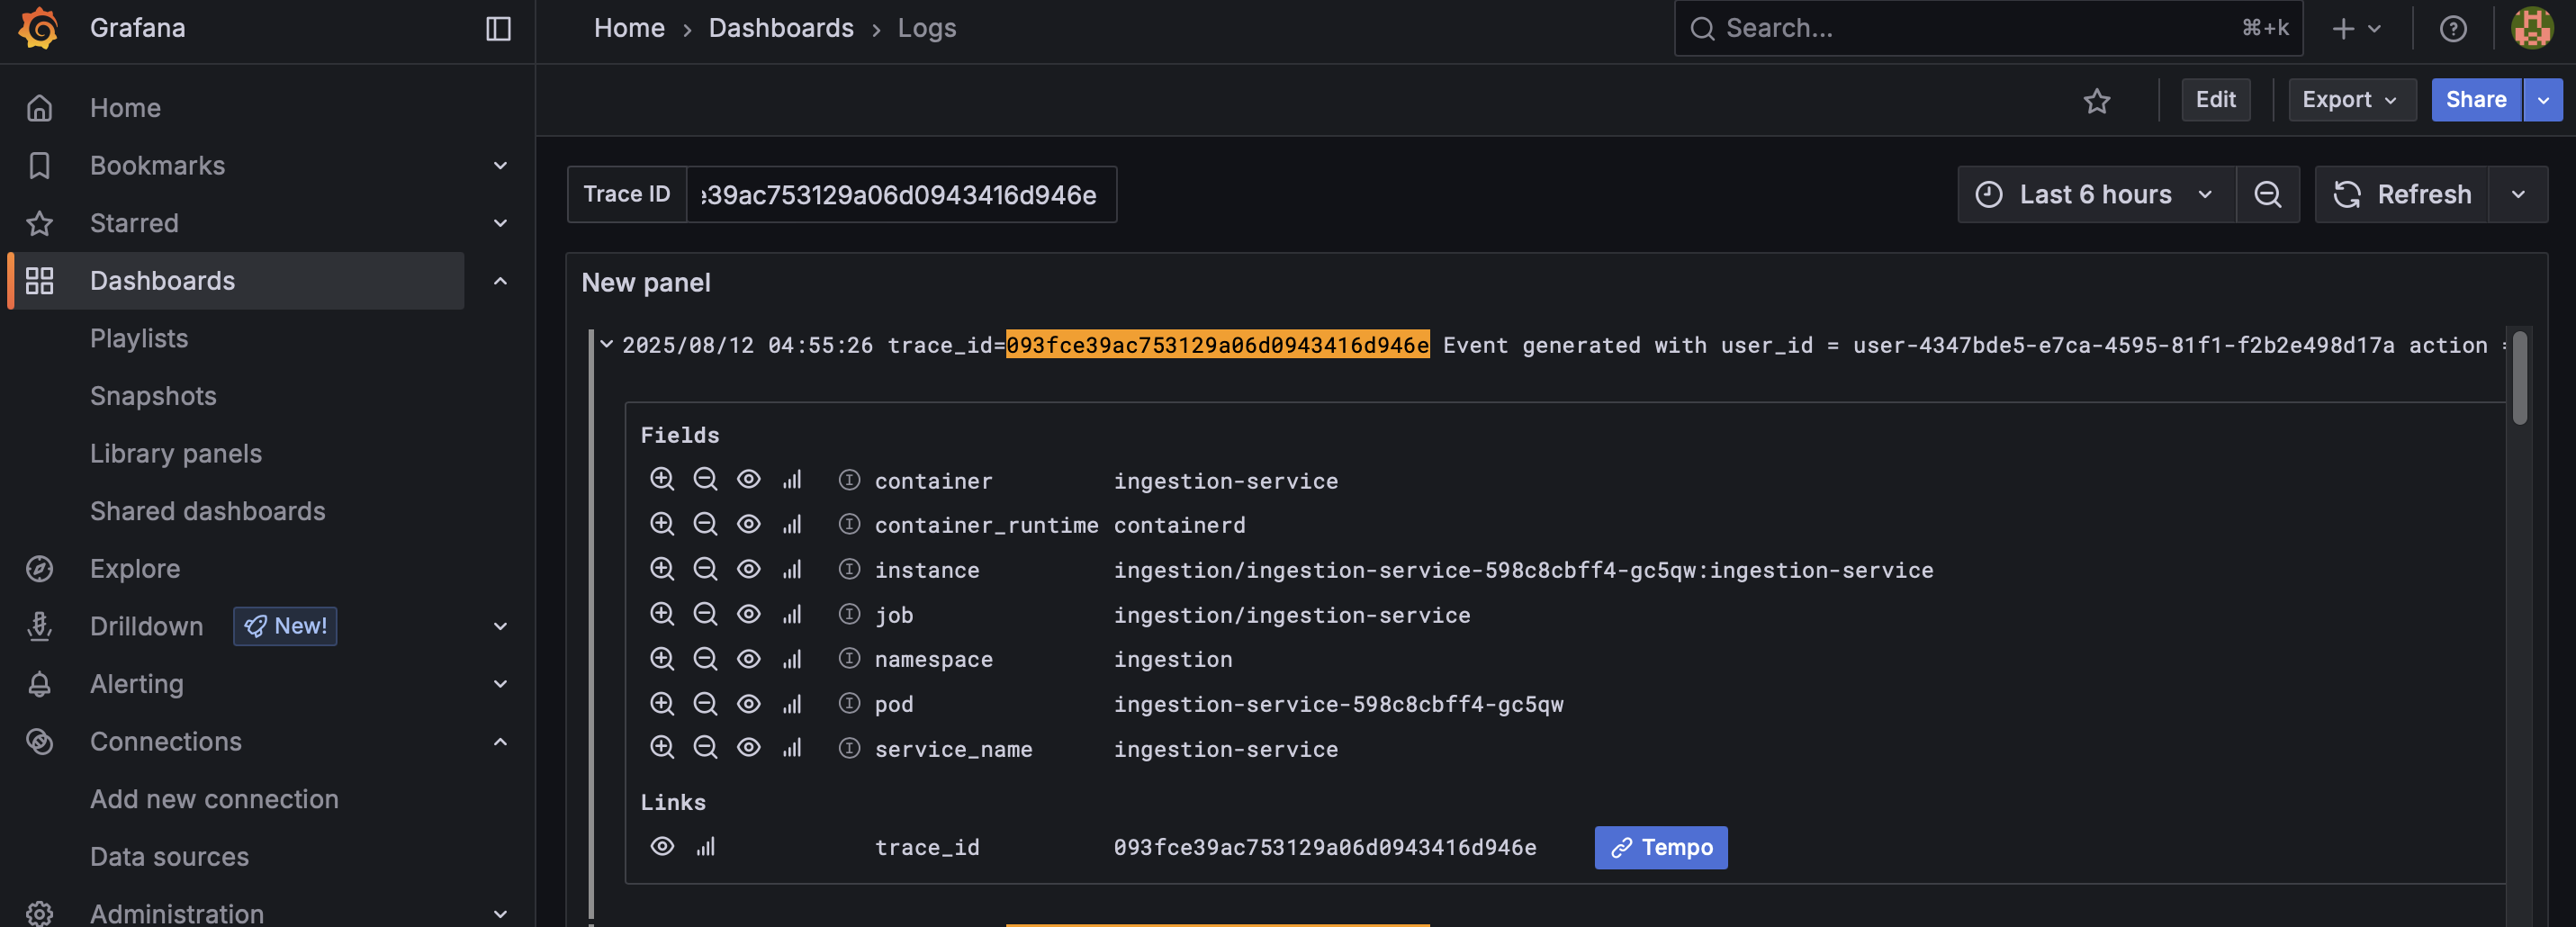 Grafana
Home › Dashboards › Logs
Search...
⌘+k
Edit
Export
Share
Home
Bookmarks
Starred
Dashboards
Playlists
Snapshots
Library panels
Shared dashboards
Explore
Drilldown New!
Alerting
Connections
Add new connection
Data sources
Administration
Trace ID
e39ac753129a06d0943416d946e
Last 6 hours
Refresh
New panel
2025/08/12 04:55:26 trace_id=093fce39ac753129a06d0943416d946e Event generated with user_id = user-4347bde5-e7ca-4595-81f1-f2b2e498d17a action =
Fields
container ingestion-service
container_runtime containerd
instance ingestion/ingestion-service-598c8cbff4-gc5qw:ingestion-service
job ingestion/ingestion-service
namespace ingestion
pod ingestion-service-598c8cbff4-gc5qw
service_name ingestion-service
Links
trace_id 093fce39ac753129a06d0943416d946e Tempo